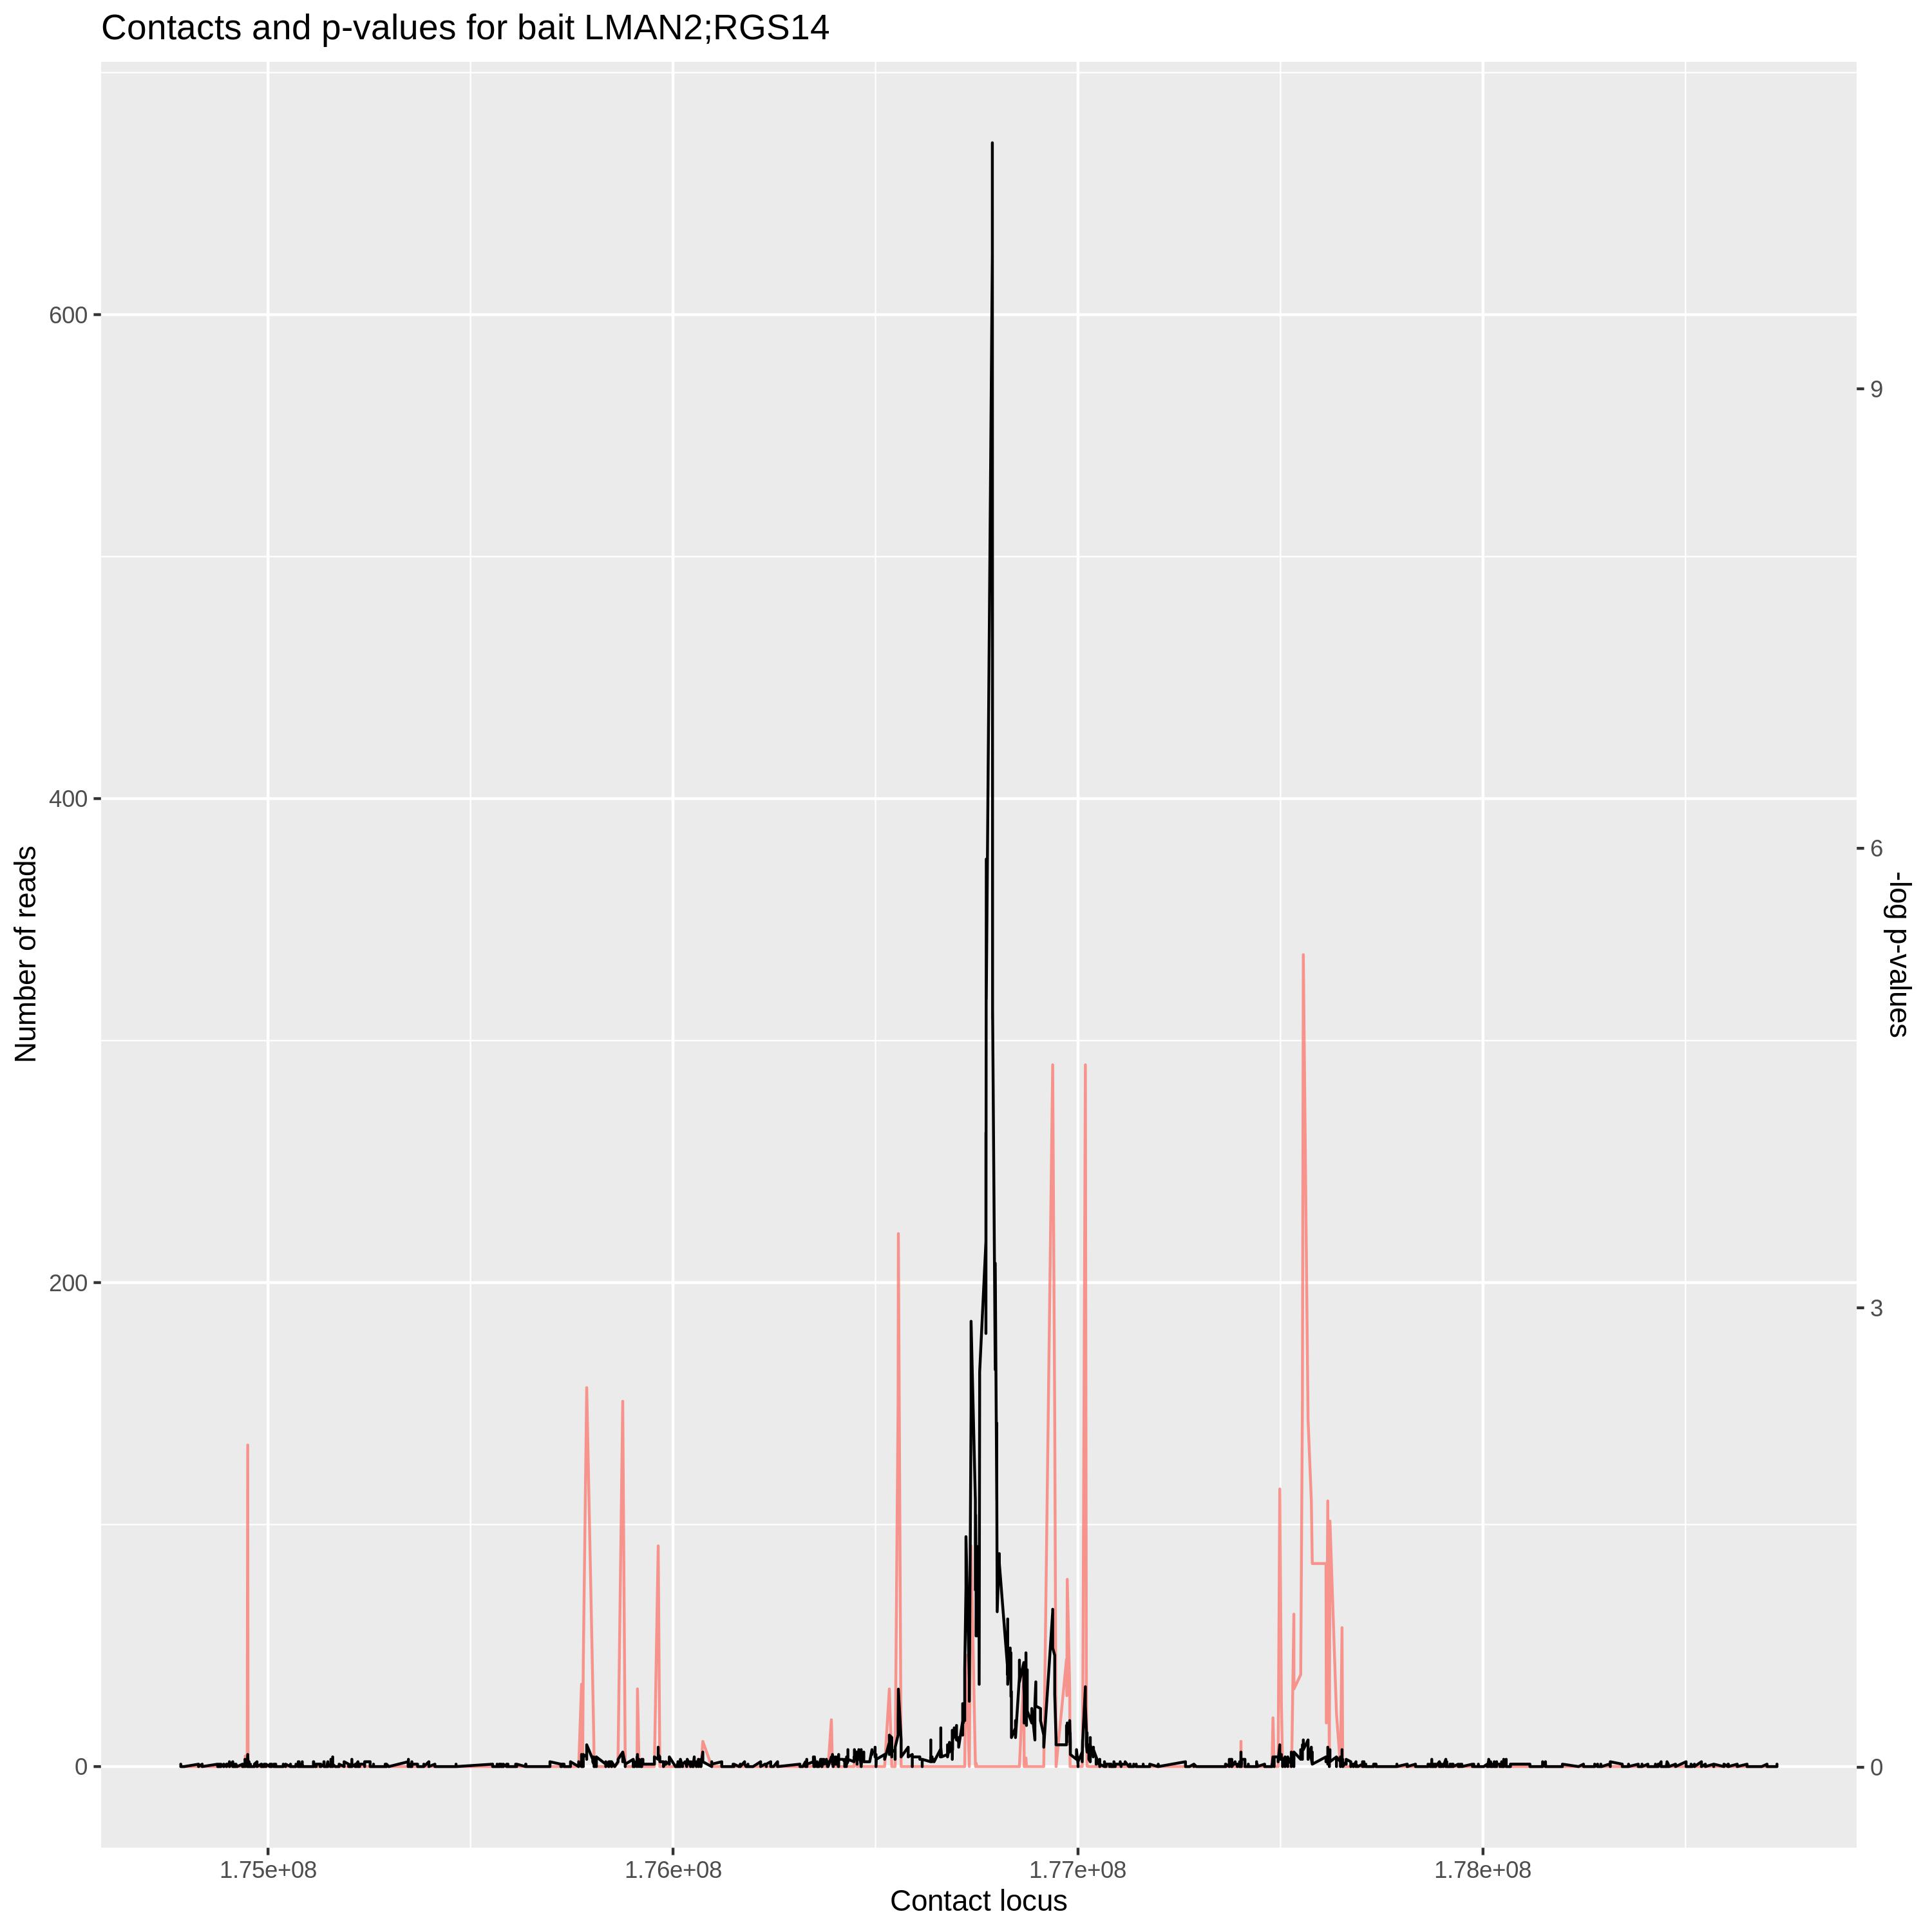 Contacts and p-values for bait LMAN2;RGS14
Number of reads
600
400
200
0
9
6
3
0
-log p-values
1.75e+08
1.76e+08
1.77e+08
1.78e+08
Contact locus